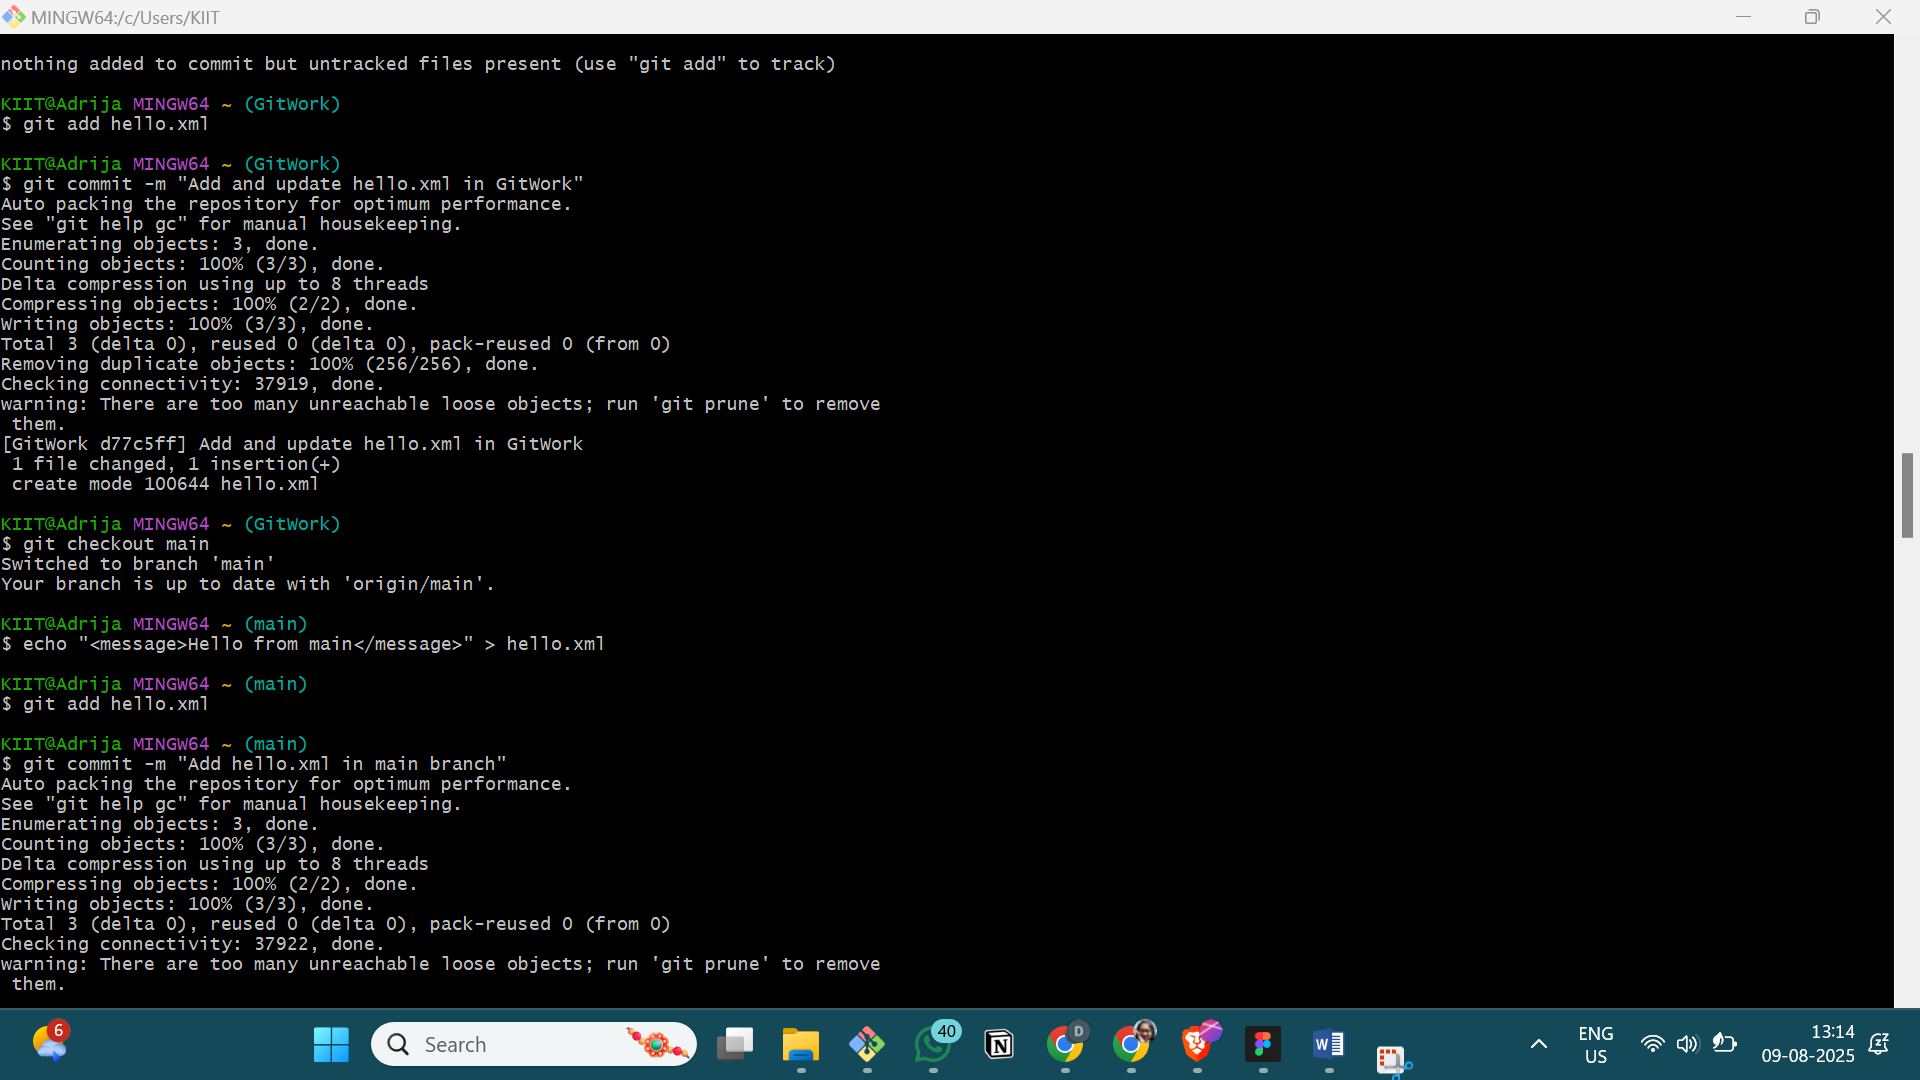 MINGW64:/c/Users/KIIT
nothing added to commit but untracked files present (use "git add" to track)
KIIT@Adrija MINGW64 ~ (GitWork)
$ git add hello.xml
KIIT@Adrija MINGW64 ~ (GitWork)
$ git commit -m "Add and update hello.xml in GitWork"
Auto packing the repository for optimum performance.
See "git help gc" for manual housekeeping.
Enumerating objects: 3, done.
Counting objects: 100% (3/3), done.
Delta compression using up to 8 threads
Compressing objects: 100% (2/2), done.
Writing objects: 100% (3/3), done.
Total 3 (delta 0), reused 0 (delta 0), pack-reused 0 (from 0)
Removing duplicate objects: 100% (256/256), done.
Checking connectivity: 37919, done.
warning: There are too many unreachable loose objects; run 'git prune' to remove
 them.
[GitWork d77c5ff] Add and update hello.xml in GitWork
 1 file changed, 1 insertion(+)
 create mode 100644 hello.xml
KIIT@Adrija MINGW64 ~ (GitWork)
$ git checkout main
Switched to branch 'main'
Your branch is up to date with 'origin/main'.
KIIT@Adrija MINGW64 ~ (main)
$ echo "<message>Hello from main</message>" > hello.xml
KIIT@Adrija MINGW64 ~ (main)
$ git add hello.xml
KIIT@Adrija MINGW64 ~ (main)
$ git commit -m "Add hello.xml in main branch"
Auto packing the repository for optimum performance.
See "git help gc" for manual housekeeping.
Enumerating objects: 3, done.
Counting objects: 100% (3/3), done.
Delta compression using up to 8 threads
Compressing objects: 100% (2/2), done.
Writing objects: 100% (3/3), done.
Total 3 (delta 0), reused 0 (delta 0), pack-reused 0 (from 0)
Checking connectivity: 37922, done.
warning: There are too many unreachable loose objects; run 'git prune' to remove
 them.
6
Search
40
N
D
W
ENG
US
13:14
09-08-2025